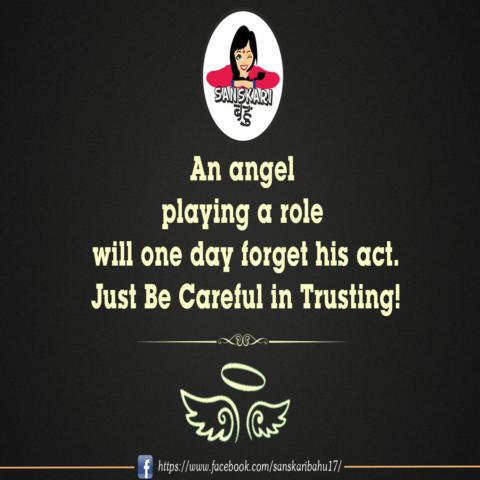 SANSKARI
बहु
An angel
playing a role
will one day forget his act.
Just Be Careful in Trusting!
f https://www.facebook.com/sanskaribahu17/